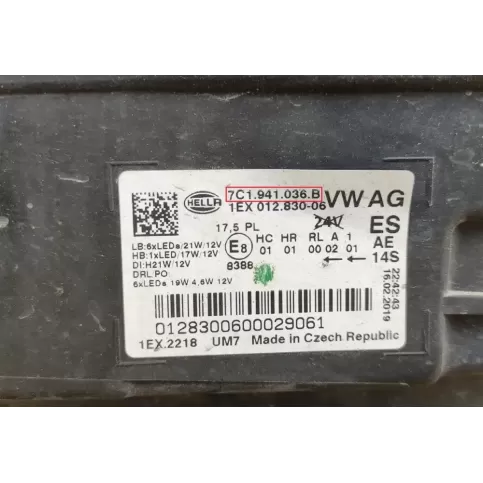 HELLA
7C1.941.036.B
1EX 012.830-06
VW AG
24V
ES
17,5 PL
LB:6xLEDs/21W/12V
HB:1xLED/17W/12V
DI:H21W/12V
DRL PO
6xLEDs 19W 4,6W 12V
E8
8388
HC HR RL A 1
01 01 00 02 01
AE
14S
22:42:43
16.02.2019
0128300600029061
1EX.2218 UM7 Made in Czech Republic